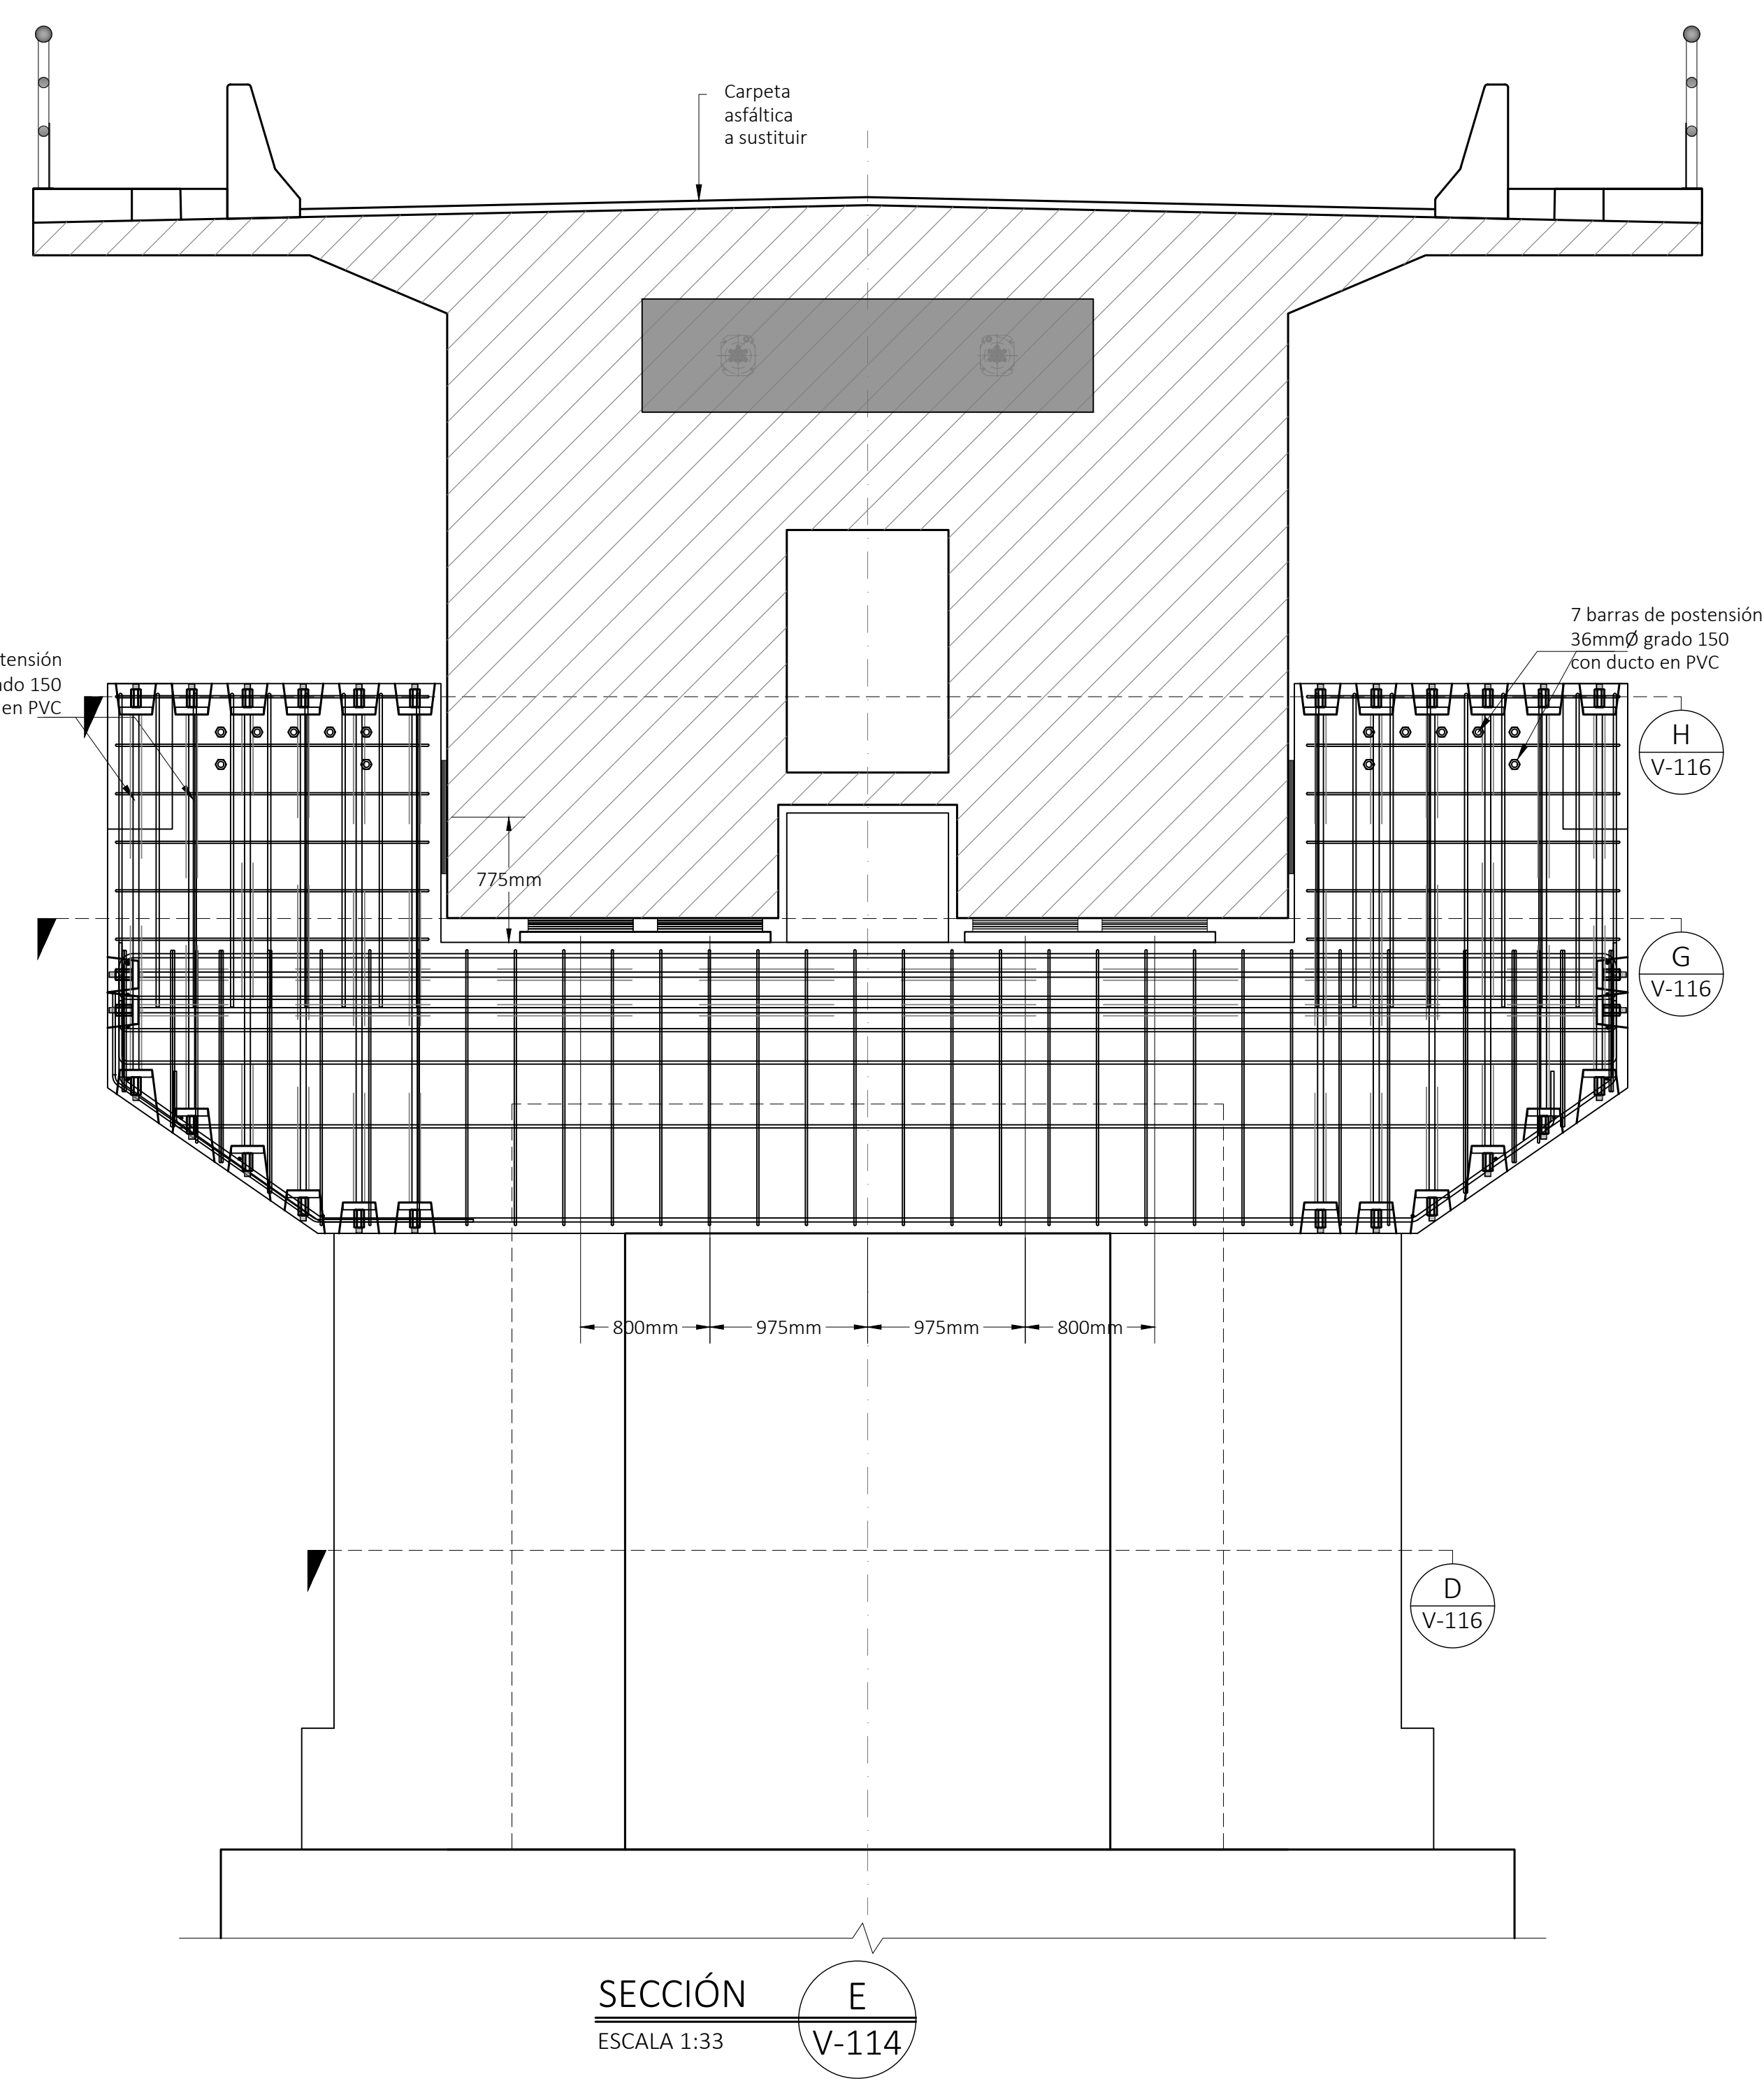 Carpeta
asfáltica
a sustituir
7 barras de postensión
36mmØ grado 150
con ducto en PVC
tensión
ado 150
en PVC
H
V-116
775mm
G
V-116
800mm
975mm
975mm
800mm
D
V-116
SECCIÓN
ESCALA 1:33
E
V-114